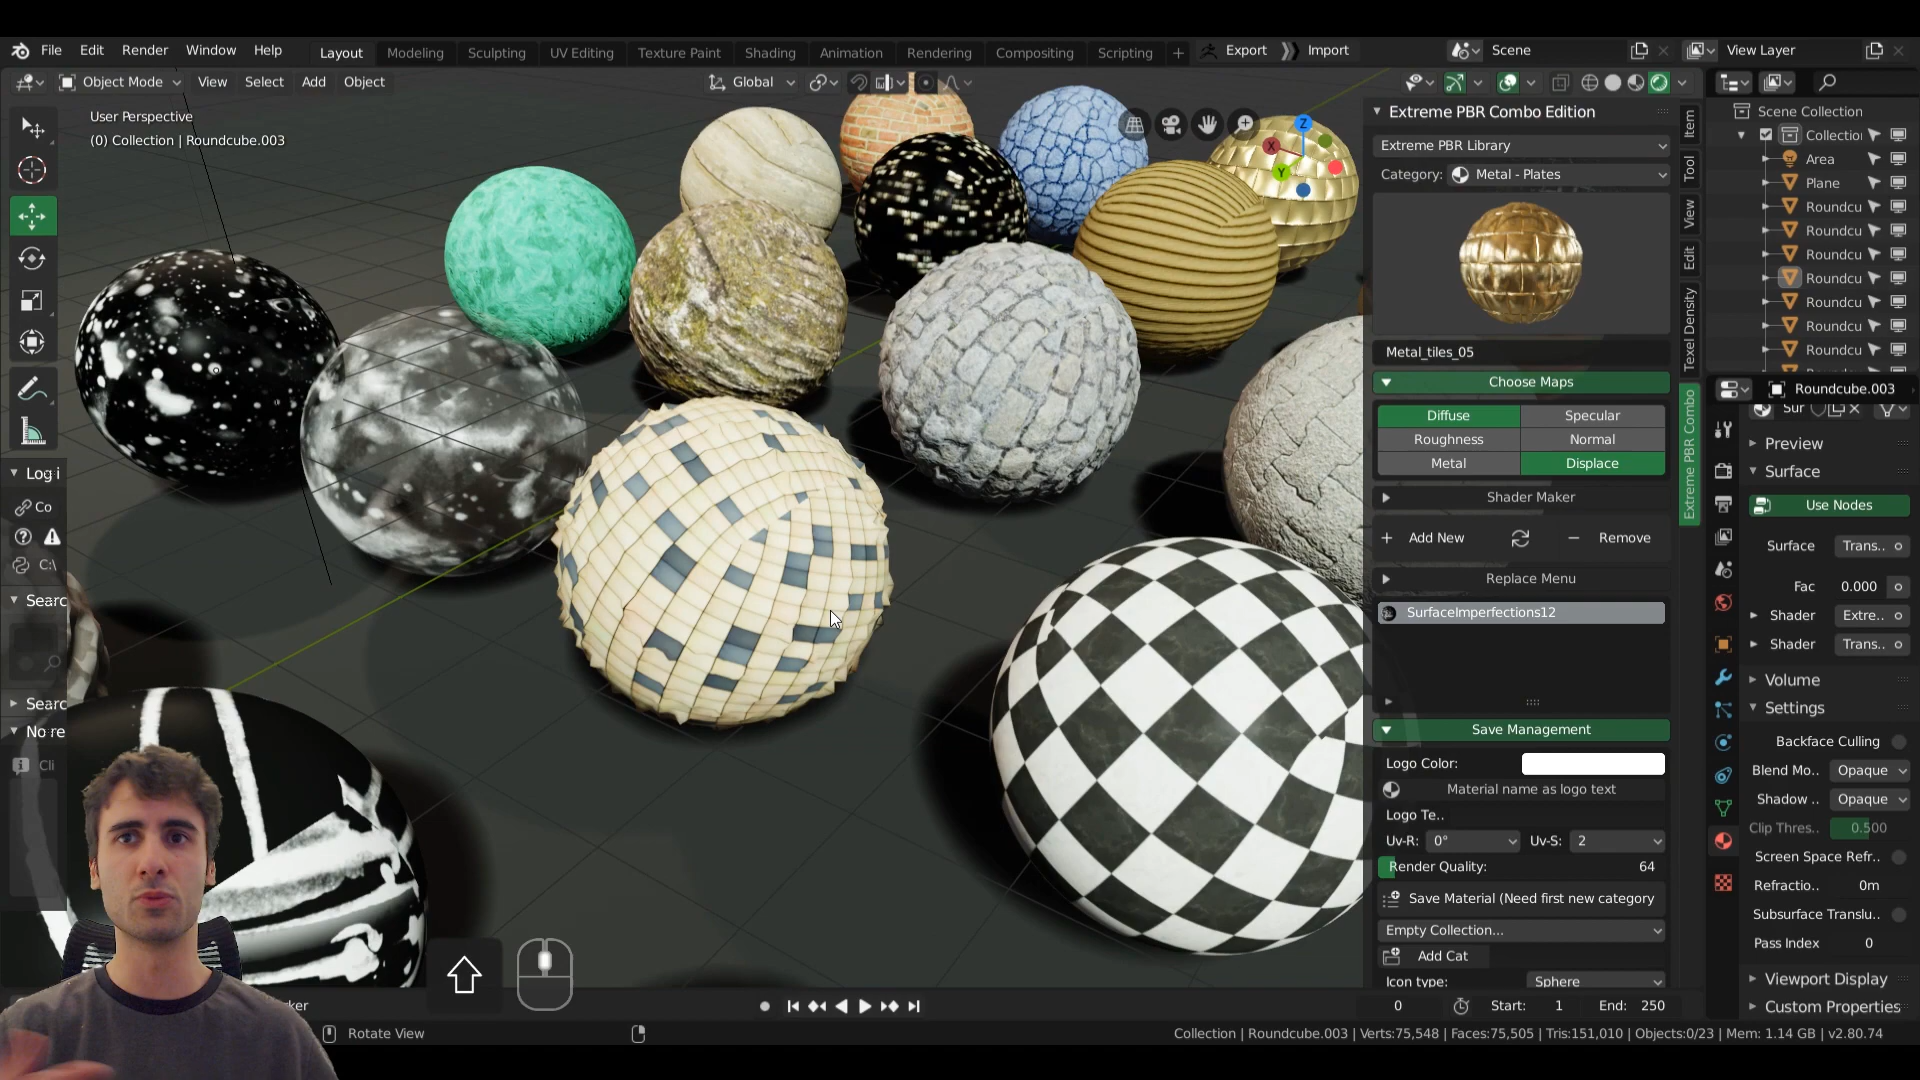 File Edit Render Window Help
Layout Modeling Sculpting UV Editing Texture Paint Shading Animation Rendering Compositing Scripting +
Export Import
Scene
View Layer
Object Mode View Select Add Object
Global
User Perspective
(0) Collection | Roundcube.003
Z
X
Y
Extreme PBR Combo Edition
Extreme PBR Library
Category: Metal - Plates
Metal_tiles_05
Choose Maps
Diffuse Specular
Roughness Normal
Metal Displace
Shader Maker
Add New Remove
Replace Menu
SurfaceImperfections12
Save Management
Logo Color:
Material name as logo text
Logo Te..
Uv-R: 0° Uv-S: 2
Render Quality: 64
Save Material (Need first new category
Empty Collection...
Add Cat
Icon type: Sphere
Item
Tool
View
Edit
Texel Density
Extreme PBR Combo
Scene Collection
Collectior
Area
Plane
Roundcu
Roundcu
Roundcu
Roundcu
Roundcu
Roundcu
Roundcu
Roundcube.003
Sur
Preview
Surface
Use Nodes
Surface Trans..
Fac 0.000
Shader Extre..
Shader Trans..
Volume
Settings
Backface Culling
Blend Mo.. Opaque
Shadow .. Opaque
Clip Thres.. 0.500
Screen Space Refr..
Refractio.. 0m
Subsurface Translu..
Pass Index 0
Viewport Display
Custom Properties
Log i
Co
C:\
Searc
Searc
No re
Cli
ker
0 Start: 1 End: 250
Rotate View
Collection | Roundcube.003 | Verts:75,548 | Faces:75,505 | Tris:151,010 | Objects:0/23 | Mem: 1.14 GB | v2.80.74